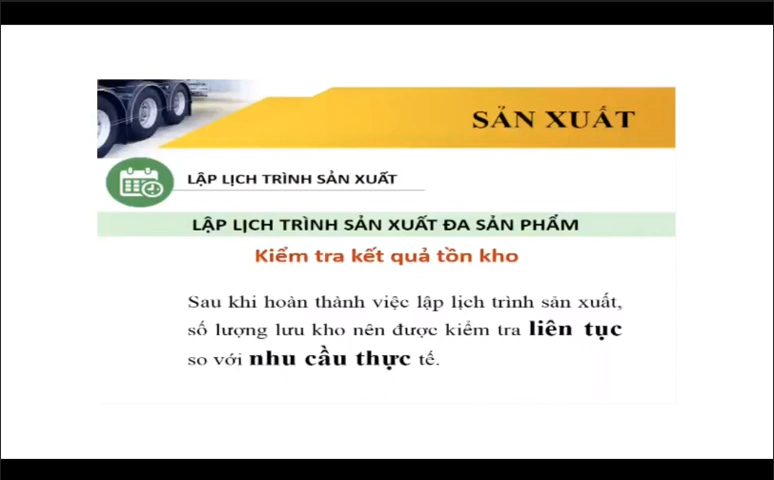 SẢN XUẤT
LẬP LỊCH TRÌNH SẢN XUẤT
LẬP LỊCH TRÌNH SẢN XUẤT ĐA SẢN PHẨM
Kiểm tra kết quả tồn kho
Sau khi hoàn thành việc lập lịch trình sản xuất,
số lượng lưu kho nên được kiểm tra liên tục
so với nhu cầu thực tế.